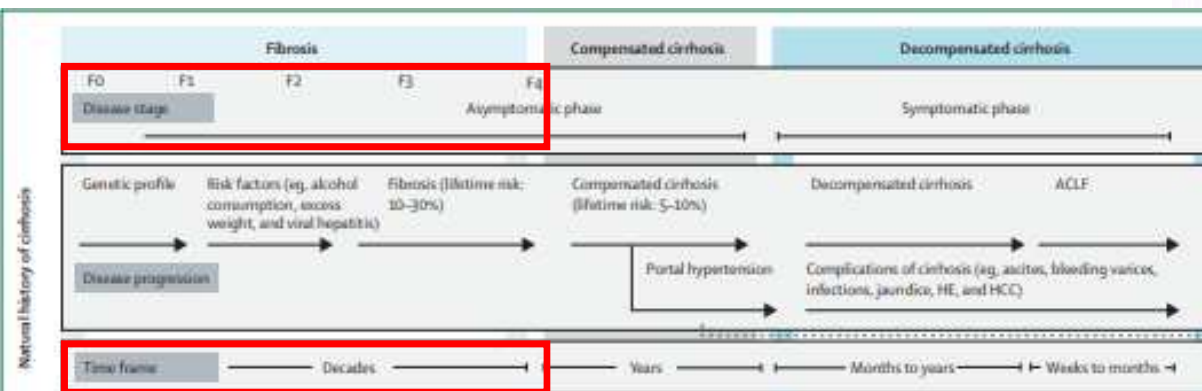 Fibrosis
Compensated cirrhosis
Decompensated cirrhosis
F0 F1 F2 F3 F4
Disease stage
Asymptomatic phase
Symptomatic phase
Natural history of cirrhosis
Genetic profile
Risk factors (eg, alcohol
consumption, excess
weight, and viral hepatitis)
Fibrosis (lifetime risk:
10–30%)
Compensated cirrhosis
(lifetime risk: 5–10%)
Decompensated cirrhosis
ACLF
Disease progression
Portal hypertension
Complications of cirrhosis (eg, ascites, bleeding varices,
infections, jaundice, HE, and HCC)
Time frame
Decades
Years
Months to years
Weeks to months